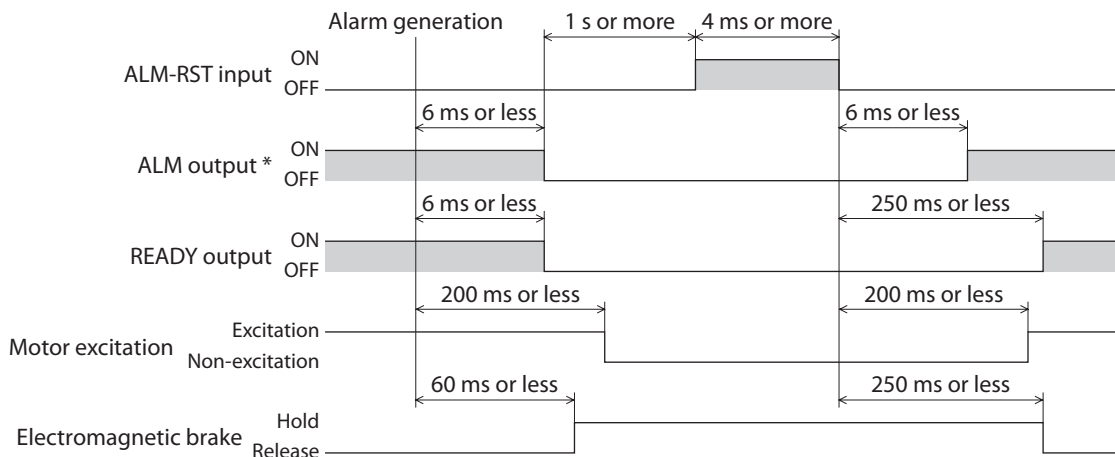 Alarm generation
1 s or more
4 ms or more
ALM-RST input
ON
OFF
6 ms or less
6 ms or less
ALM output *
ON
OFF
6 ms or less
250 ms or less
READY output
ON
OFF
200 ms or less
200 ms or less
Motor excitation
Excitation
Non-excitation
60 ms or less
250 ms or less
Electromagnetic brake
Hold
Release